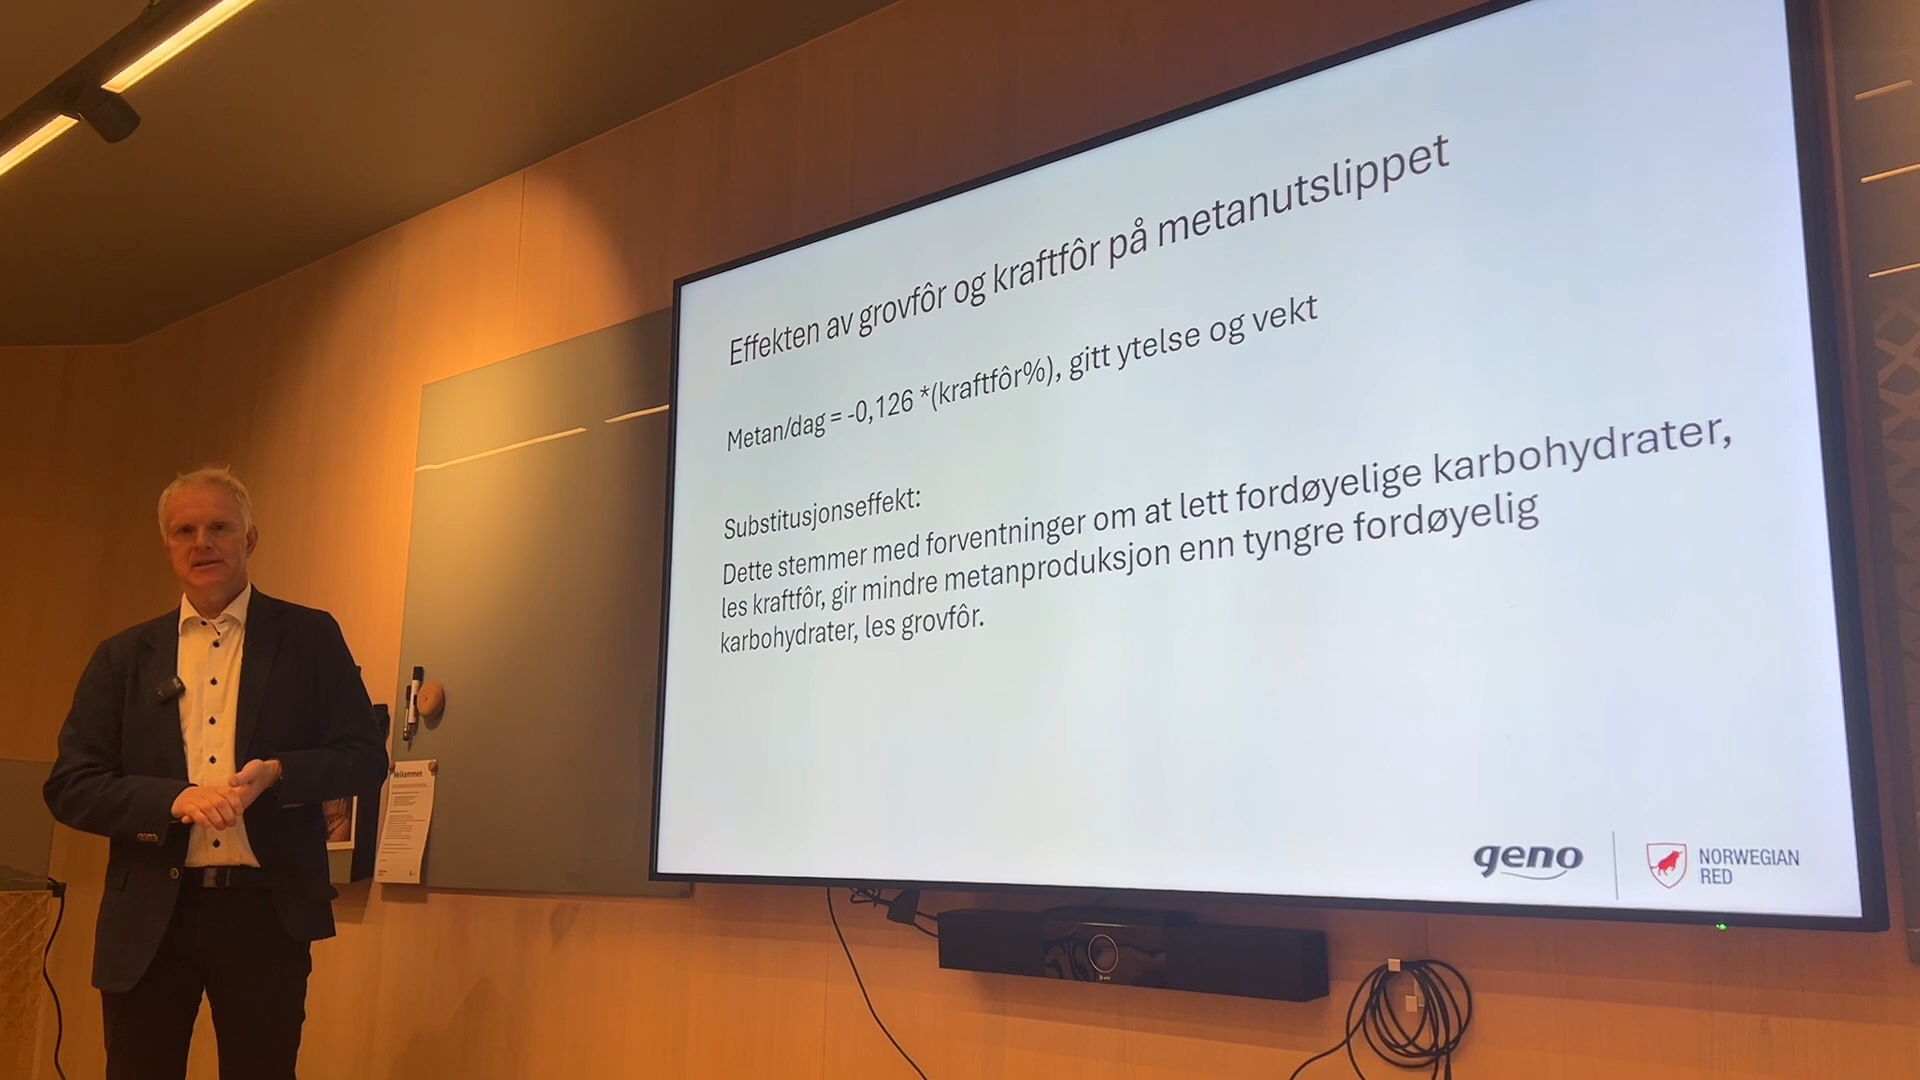 Effekten av grovfôr og kraftfôr på metanutslippet
Metan/dag = -0,126 *(kraftfôr%), gitt ytelse og vekt
Substitusjonseffekt:
Dette stemmer med forventninger om at lett fordøyelige karbohydrater,
les kraftfôr, gir mindre metanproduksjon enn tyngre fordøyelig
karbohydrater, les grovfôr.
geno
NORWEGIAN
RED
Velkommen